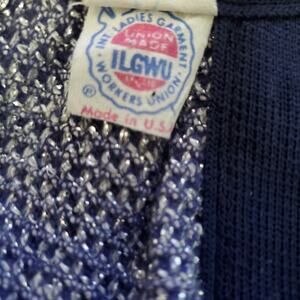 INT. LADIES GARMENT
UNION
MADE
ILGWU
WORKERS UNION
®
Made in U.S.A